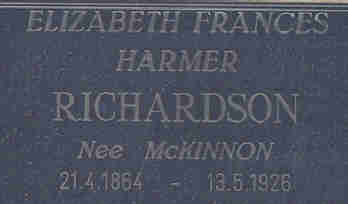 ELIZABETH FRANCES
HARMER
RICHARDSON
Nee McKINNON
21.4.1864 - 13.5.1926